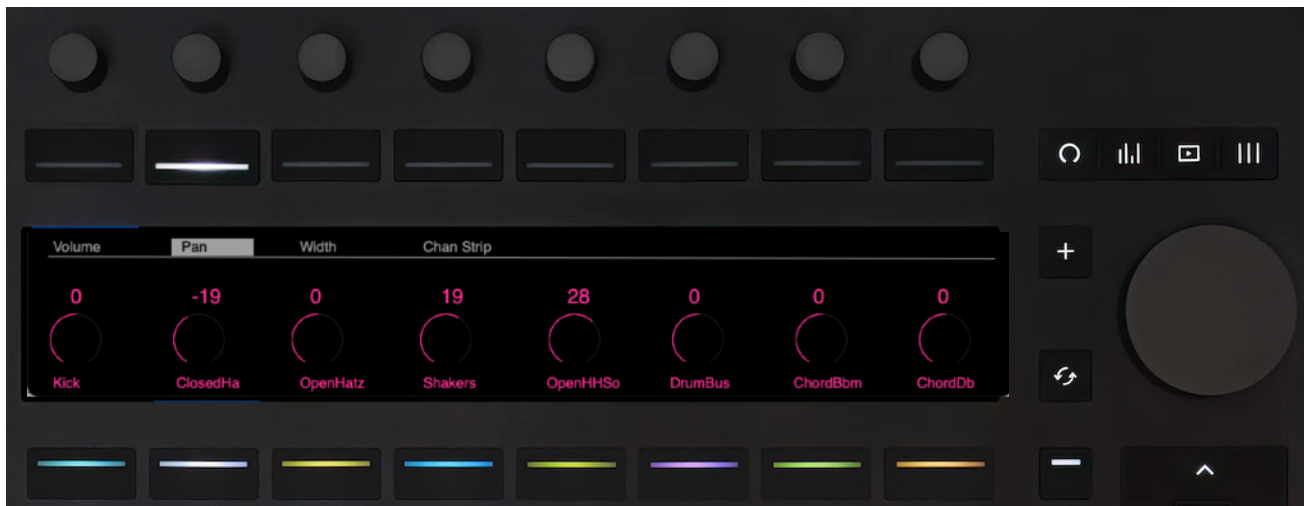 Volume Pan Width Chan Strip
0 -19 0 19 28 0 0 0
Kick ClosedHa OpenHatz Shakers OpenHHSo DrumBus ChordBbm ChordDb